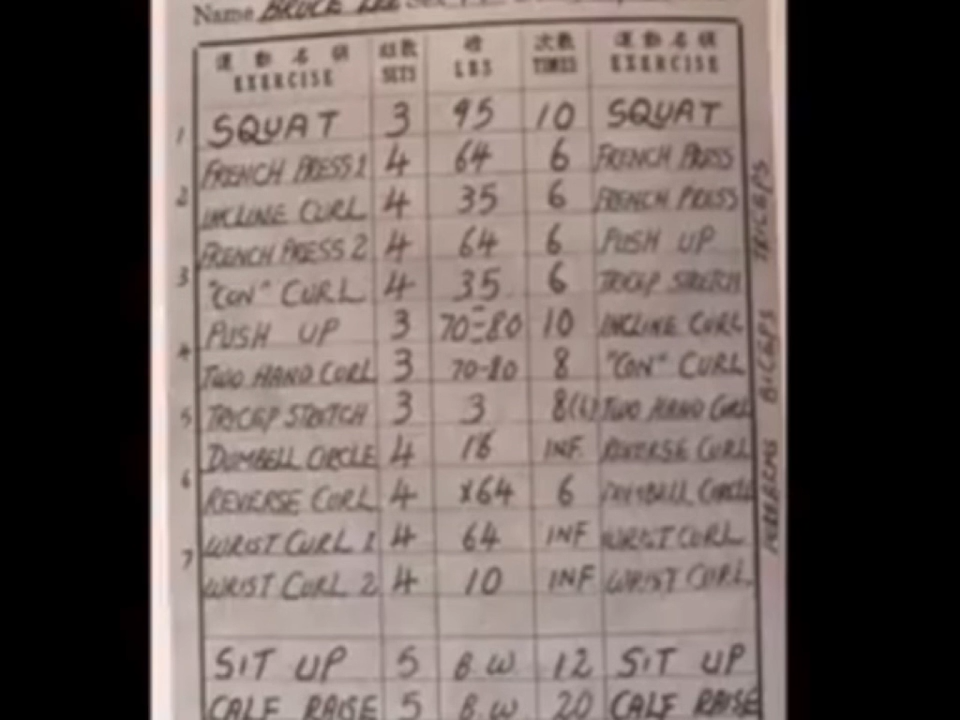 Name BRUCE LEE
運動名稱 組數 磅 次數 運動名稱
EXERCISE SETS LBS TIMES EXERCISE
1 SQUAT 3 95 10 SQUAT
FRENCH PRESS 1 4 64 6 FRENCH PRESS
2 INCLINE CURL 4 35 6 FRENCH PRESS
FRENCH PRESS 2 4 64 6 PUSH UP
3 "CON" CURL 4 35 6 TRICEP STRETCH
PUSH UP 3 70-80 10 INCLINE CURL
4 TWO HAND CURL 3 70-80 8 "CON" CURL
5 TRICEP STRETCH 3 3 8(6) TWO HAND CURL
DUMBELL CIRCLE 4 16 INF. REVERSE CURL
6 REVERSE CURL 4 64 6 DUMBELL CIRCLE
WRIST CURL 1 4 64 INF WRIST CURL
7 WRIST CURL 2 4 10 INF WRIST CURL
SIT UP 5 B.W 12 SIT UP
CALF RAISE 5 B.W. 20 CALF RAISE
TRICEPS
BICEPS
FOREARMS